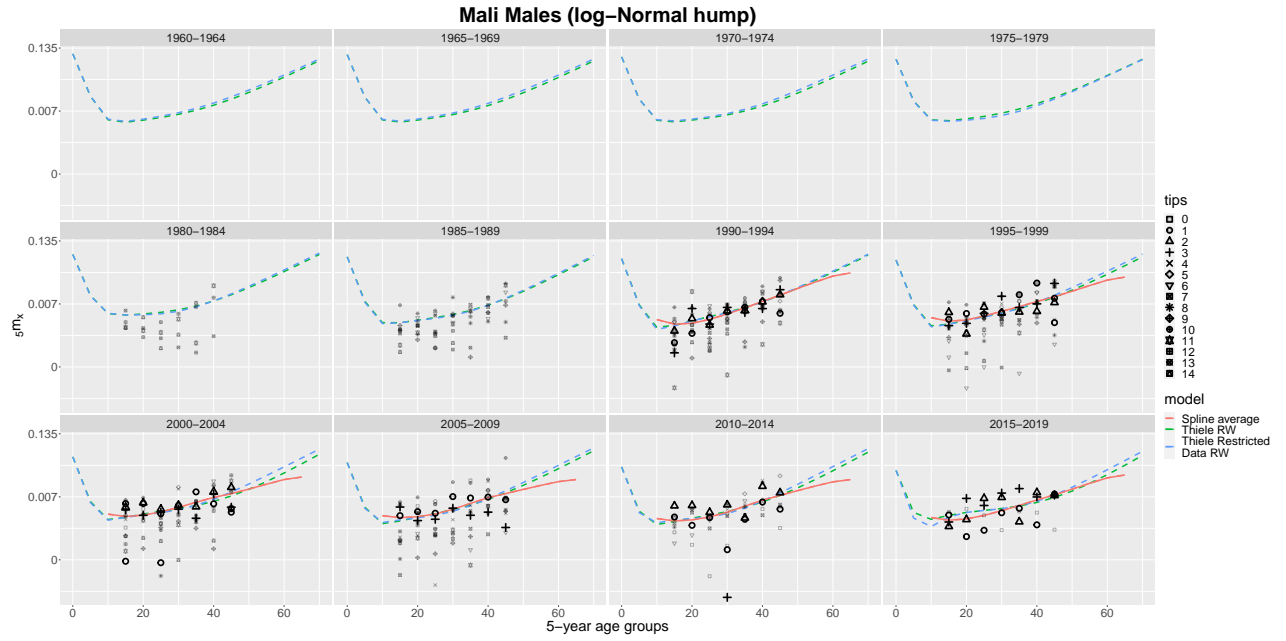 Mali Males (log−Normal hump)
1960−1964 1965−1969 1970−1974 1975−1979
0.135
0.007
0
1980−1984 1985−1989 1990−1994 1995−1999
0.135
0.007
0
2000−2004 2005−2009 2010−2014 2015−2019
0.135
0.007
0
0 20 40 60 0 20 40 60 0 20 40 60 0 20 40 60
5mx
5−year age groups
tips
0
1
2
3
4
5
6
7
8
9
10
11
12
13
14
model
Spline average
Thiele RW
Thiele Restricted
Data RW